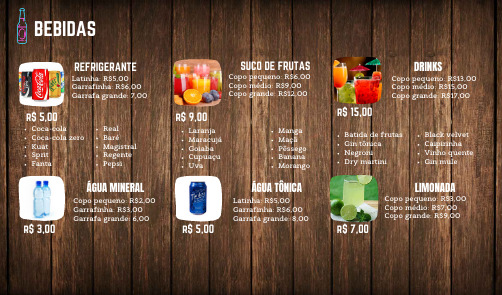 BEBIDAS
REFRIGERANTE
Latinha: R$5,00
Garrafinha: R$6,00
Garrafa grande: 7,00
R$ 5,00
Coca-cola
Coca-cola zero
Kuat
Sprit
Fanta
Real
Baré
Magistral
Regente
Pepsi
SUCO DE FRUTAS
Copo pequeno: R$6,00
Copo médio: R$9,00
Copo grande: R$12,00
R$ 9,00
Laranja
Maracujá
Goiaba
Cupuaçu
Uva
Manga
Maçã
Pêssego
Banana
Morango
DRINKS
Copo pequeno: R$13,00
Copo médio: R$15,00
Copo grande: R$17,00
R$ 15,00
Batida de frutas
Gin tônica
Negroni
Dry martini
Black velvet
Caipirinha
Vinho quente
Gin mule
ÁGUA MINERAL
Copo pequeno: R$2,00
Garrafinha: R$3,00
Garrafa grande: 6,00
R$ 3,00
ÁGUA TÔNICA
Latinha: R$5,00
Garrafinha: R$6,00
Garrafa grande: 8,00
R$ 5,00
LIMONADA
Copo pequeno: R$3,00
Copo médio: R$7,00
Copo grande: R$9,00
R$ 7,00